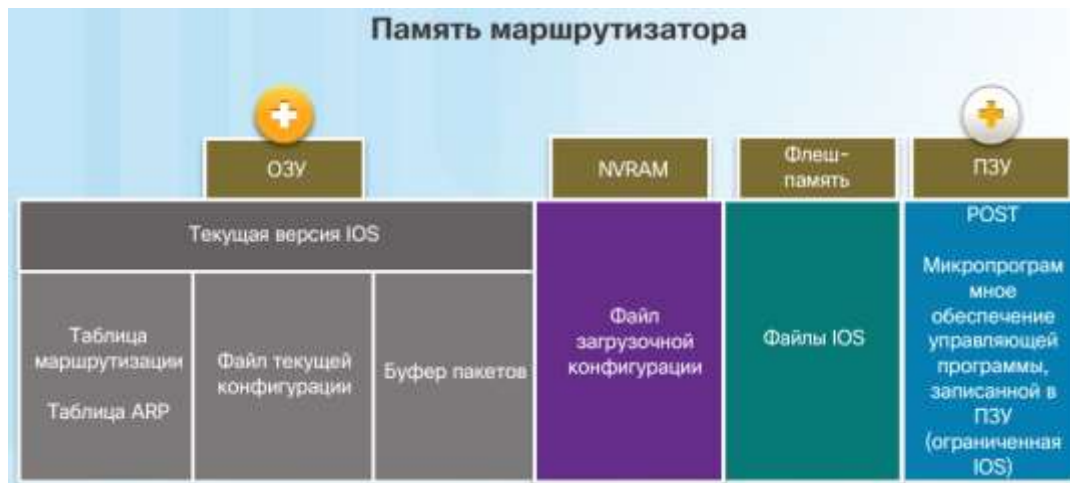 Память маршрутизатора
ОЗУ
NVRAM
Флеш-
память
ПЗУ
Текущая версия IOS
Таблица
маршрутизации
Таблица ARP
Файл текущей
конфигурации
Буфер пакетов
Файл
загрузочной
конфигурации
Файлы IOS
POST
Микропрограм
мное
обеспечение
управляющей
программы,
записанной в
ПЗУ
(ограниченная
IOS)